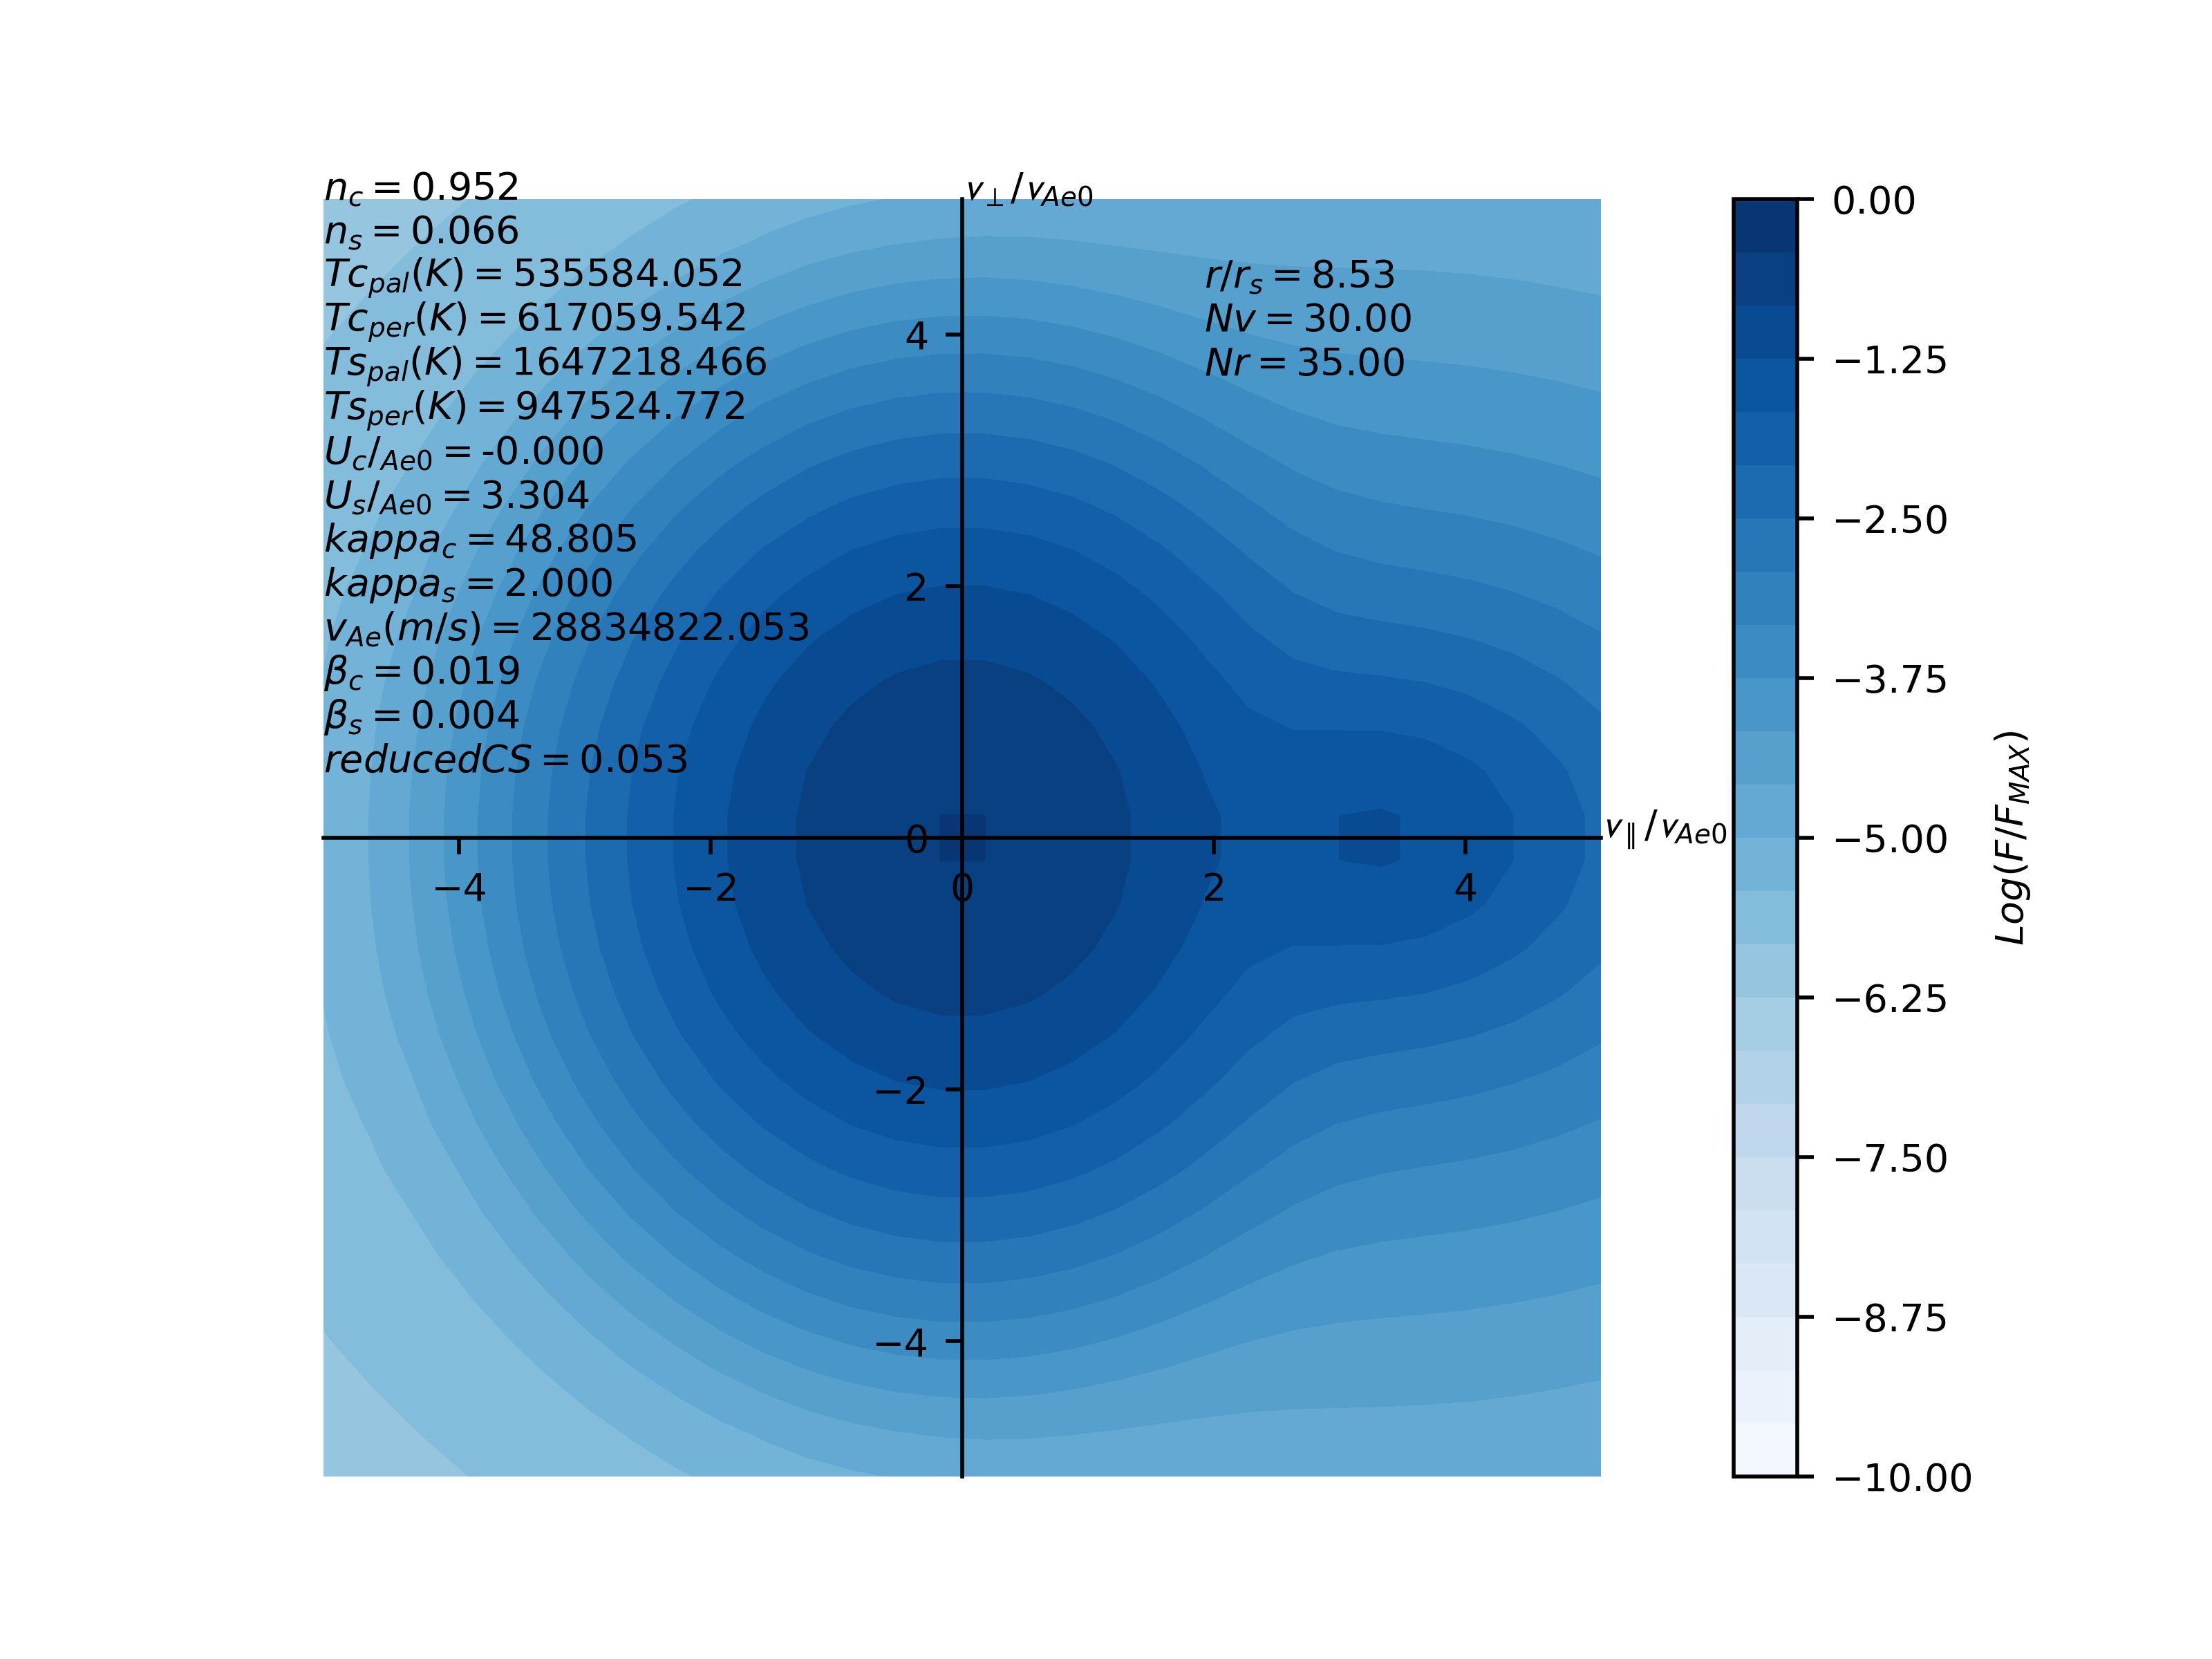 n_c = 0.952
n_s = 0.066
Tc_pal(K) = 535584.052
Tc_per(K) = 617059.542
Ts_pal(K) = 1647218.466
Ts_per(K) = 947524.772
U_c/_Ae0 = -0.000
U_s/_Ae0 = 3.304
kappa_c = 48.805
kappa_s = 2.000
v_Ae(m/s) = 28834822.053
β_c = 0.019
β_s = 0.004
reducedCS = 0.053
v_⊥/v_Ae0
r/r_s = 8.53
Nv = 30.00
Nr = 35.00
4
2
0
−2
−4
−4
−2
0
2
4
v_∥/v_Ae0
0.00
−1.25
−2.50
−3.75
−5.00
−6.25
−7.50
−8.75
−10.00
Log(F/F_MAX)